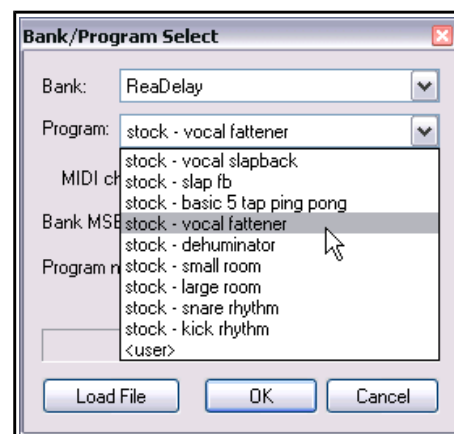 Bank/Program Select
Bank: ReaDelay
Program: stock - vocal fattener
stock - vocal slapback
MIDI ch stock - slap fb
stock - basic 5 tap ping pong
Bank MSB stock - vocal fattener
stock - dehuminator
Program n stock - small room
stock - large room
stock - snare rhythm
stock - kick rhythm
<user>
Load File OK Cancel